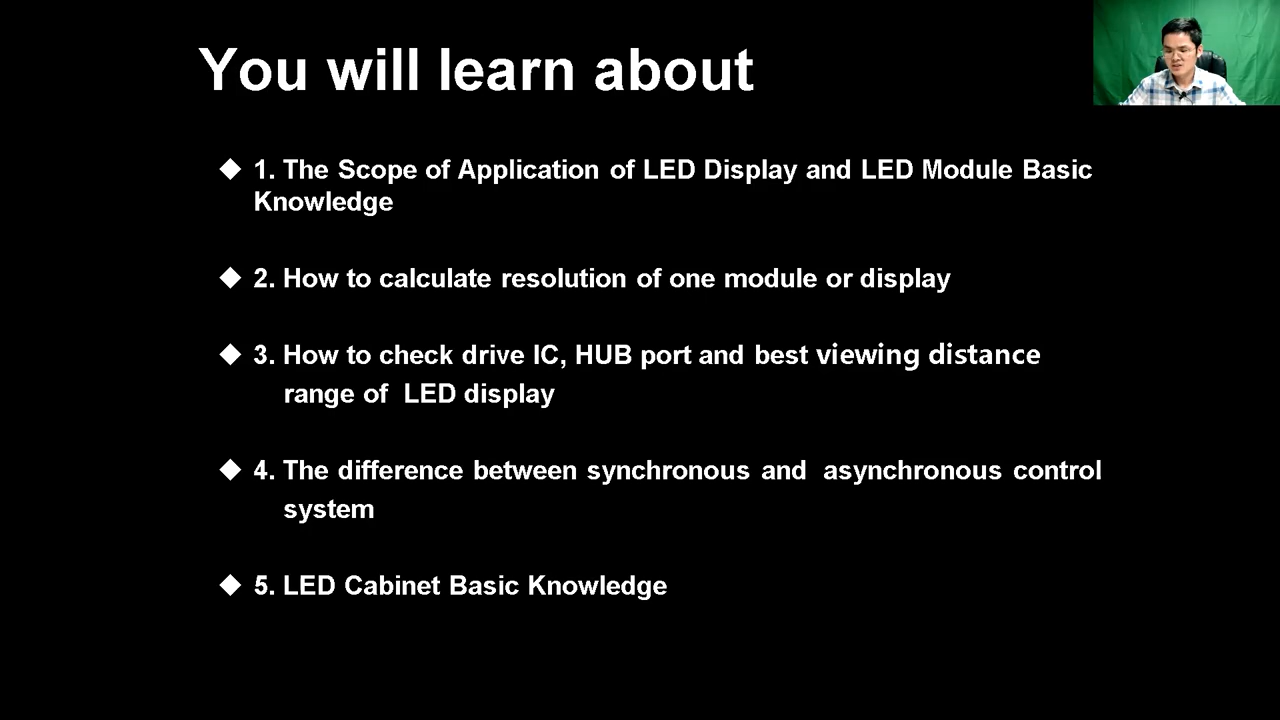 You will learn about
◆ 1. The Scope of Application of LED Display and LED Module Basic
Knowledge
◆ 2. How to calculate resolution of one module or display
◆ 3. How to check drive IC, HUB port and best viewing distance
range of LED display
◆ 4. The difference between synchronous and asynchronous control
system
◆ 5. LED Cabinet Basic Knowledge